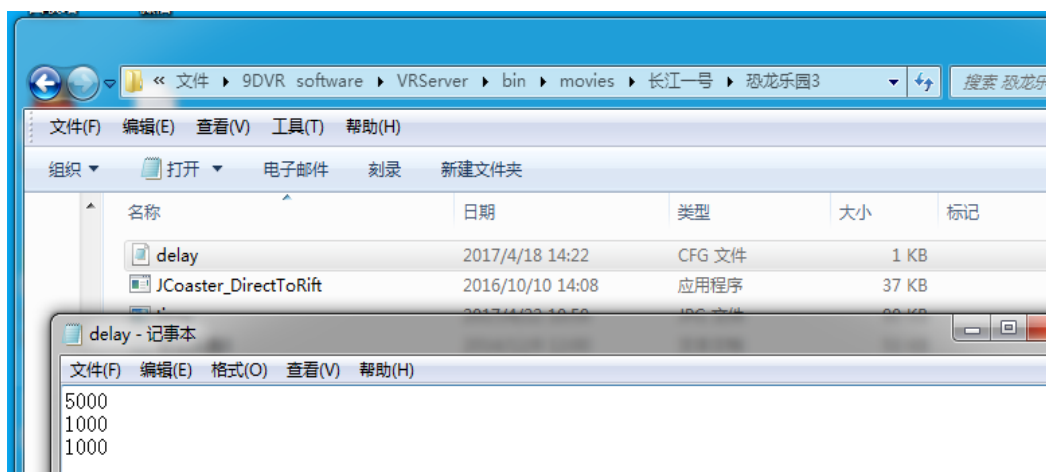 « 文件 ▸ 9DVR software ▸ VRServer ▸ bin ▸ movies ▸ 长江一号 ▸ 恐龙乐园3
搜索 恐龙乐
文件(F) 编辑(E) 查看(V) 工具(T) 帮助(H)
组织 打开 电子邮件 刻录 新建文件夹
名称 日期 类型 大小 标记
delay 2017/4/18 14:22 CFG 文件 1 KB
JCoaster_DirectToRift 2016/10/10 14:08 应用程序 37 KB
delay - 记事本
文件(F) 编辑(E) 格式(O) 查看(V) 帮助(H)
5000
1000
1000